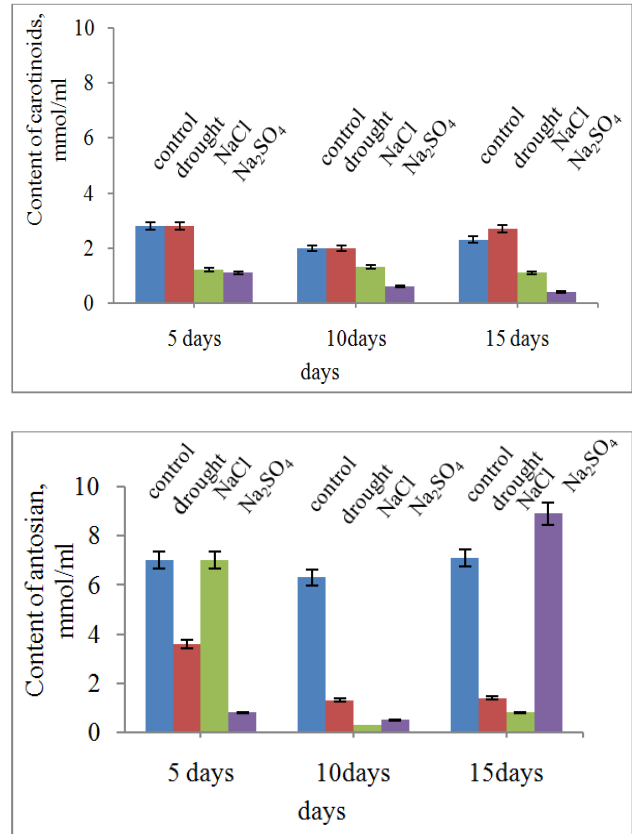 Content of carotinoids,
mmol/ml
10
8
6
4
2
0
control
drought
NaCl
Na₂SO₄
control
drought
NaCl
Na₂SO₄
control
drought
NaCl
Na₂SO₄
5 days
10days
15 days
days
Content of antosian,
mmol/ml
10
8
6
4
2
0
control
drought
NaCl
Na₂SO₄
control
drought
NaCl
Na₂SO₄
control
drought
NaCl
Na₂SO₄
5 days
10days
15days
days